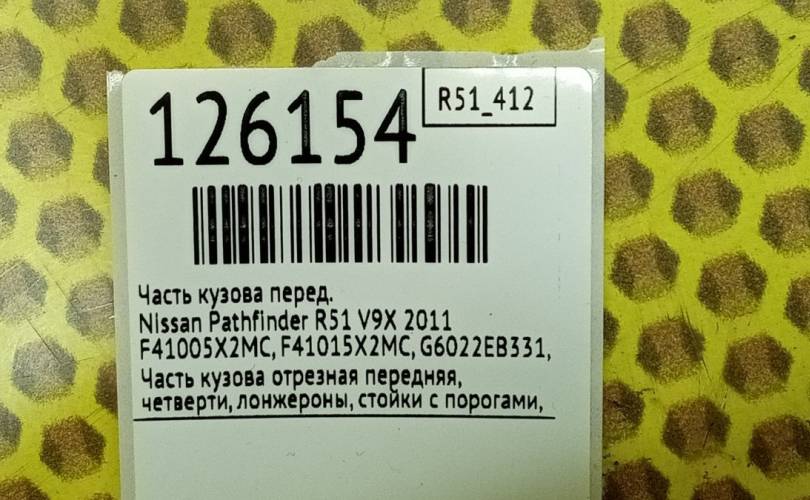 126154
R51_412
Часть кузова перед.
Nissan Pathfinder R51 V9X 2011
F41005X2MC, F41015X2MC, G6022EB331,
Часть кузова отрезная передняя,
четверти, лонжероны, стойки с порогами,